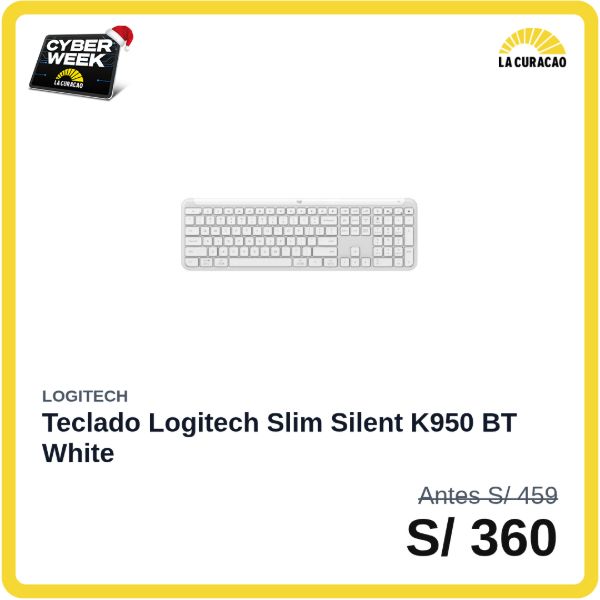 CYBER
WEEK
LA CURACAO
LA CURACAO
LOGITECH
Teclado Logitech Slim Silent K950 BT
White
Antes S/ 459
S/ 360